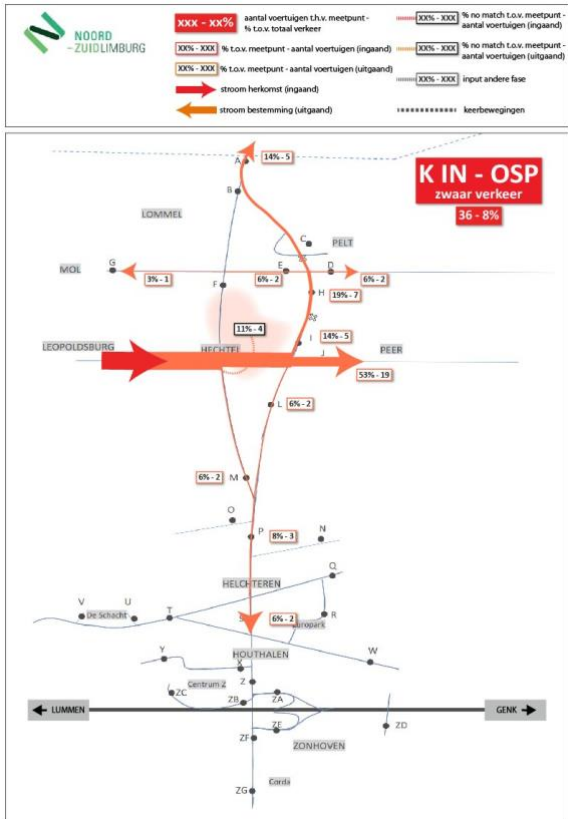 NOORD
-ZUIDLIMBURG
xxx - xx%
aantal voertuigen t.h.v. meetpunt -
% t.o.v. totaal verkeer
XX% - XXX
% t.o.v. meetpunt - aantal voertuigen (ingaand)
XX% - XXX
% t.o.v. meetpunt - aantal voertuigen (uitgaand)
stroom herkomst (ingaand)
stroom bestemming (uitgaand)
XX% - XXX
% no match t.o.v. meetpunt -
aantal voertuigen (ingaand)
XX% - XXX
% no match t.o.v. meetpunt -
aantal voertuigen (uitgaand)
XX% - XXX
input andere fase
keerbewegingen
K IN - OSP
zwaar verkeer
36 - 8%
A
14% - 5
B
LOMMEL
C
PELT
MOL
G
E
D
3% - 1
6% - 2
6% - 2
F
H
19% - 7
11% - 4
14% - 5
I
LEOPOLDSBURG
HECHTEL
J
PEER
53% - 19
L
6% - 2
6% - 2
M
O
N
P
8% - 3
Q
HELCHTEREN
V
U
De Schacht
T
6% - 2
R
Europark
HOUTHALEN
Y
X
W
Centrum Z
Z
ZC
ZB
ZA
LUMMEN
GENK
ZE
ZD
ZF
ZONHOVEN
Corda
ZG